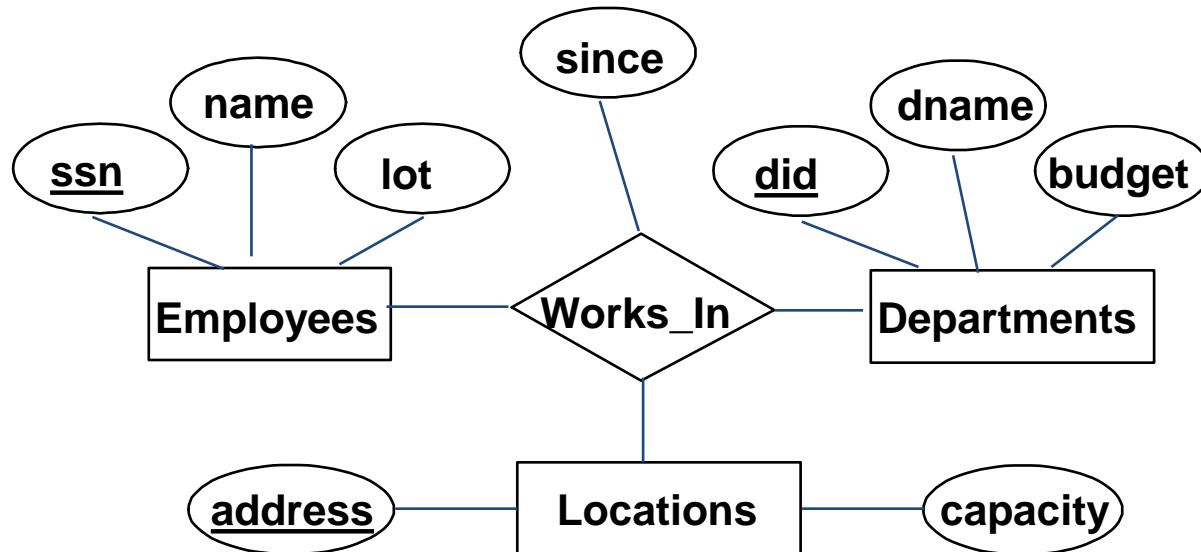 since
name
dname
ssn
lot
did
budget
Employees
Works_In
Departments
address
Locations
capacity